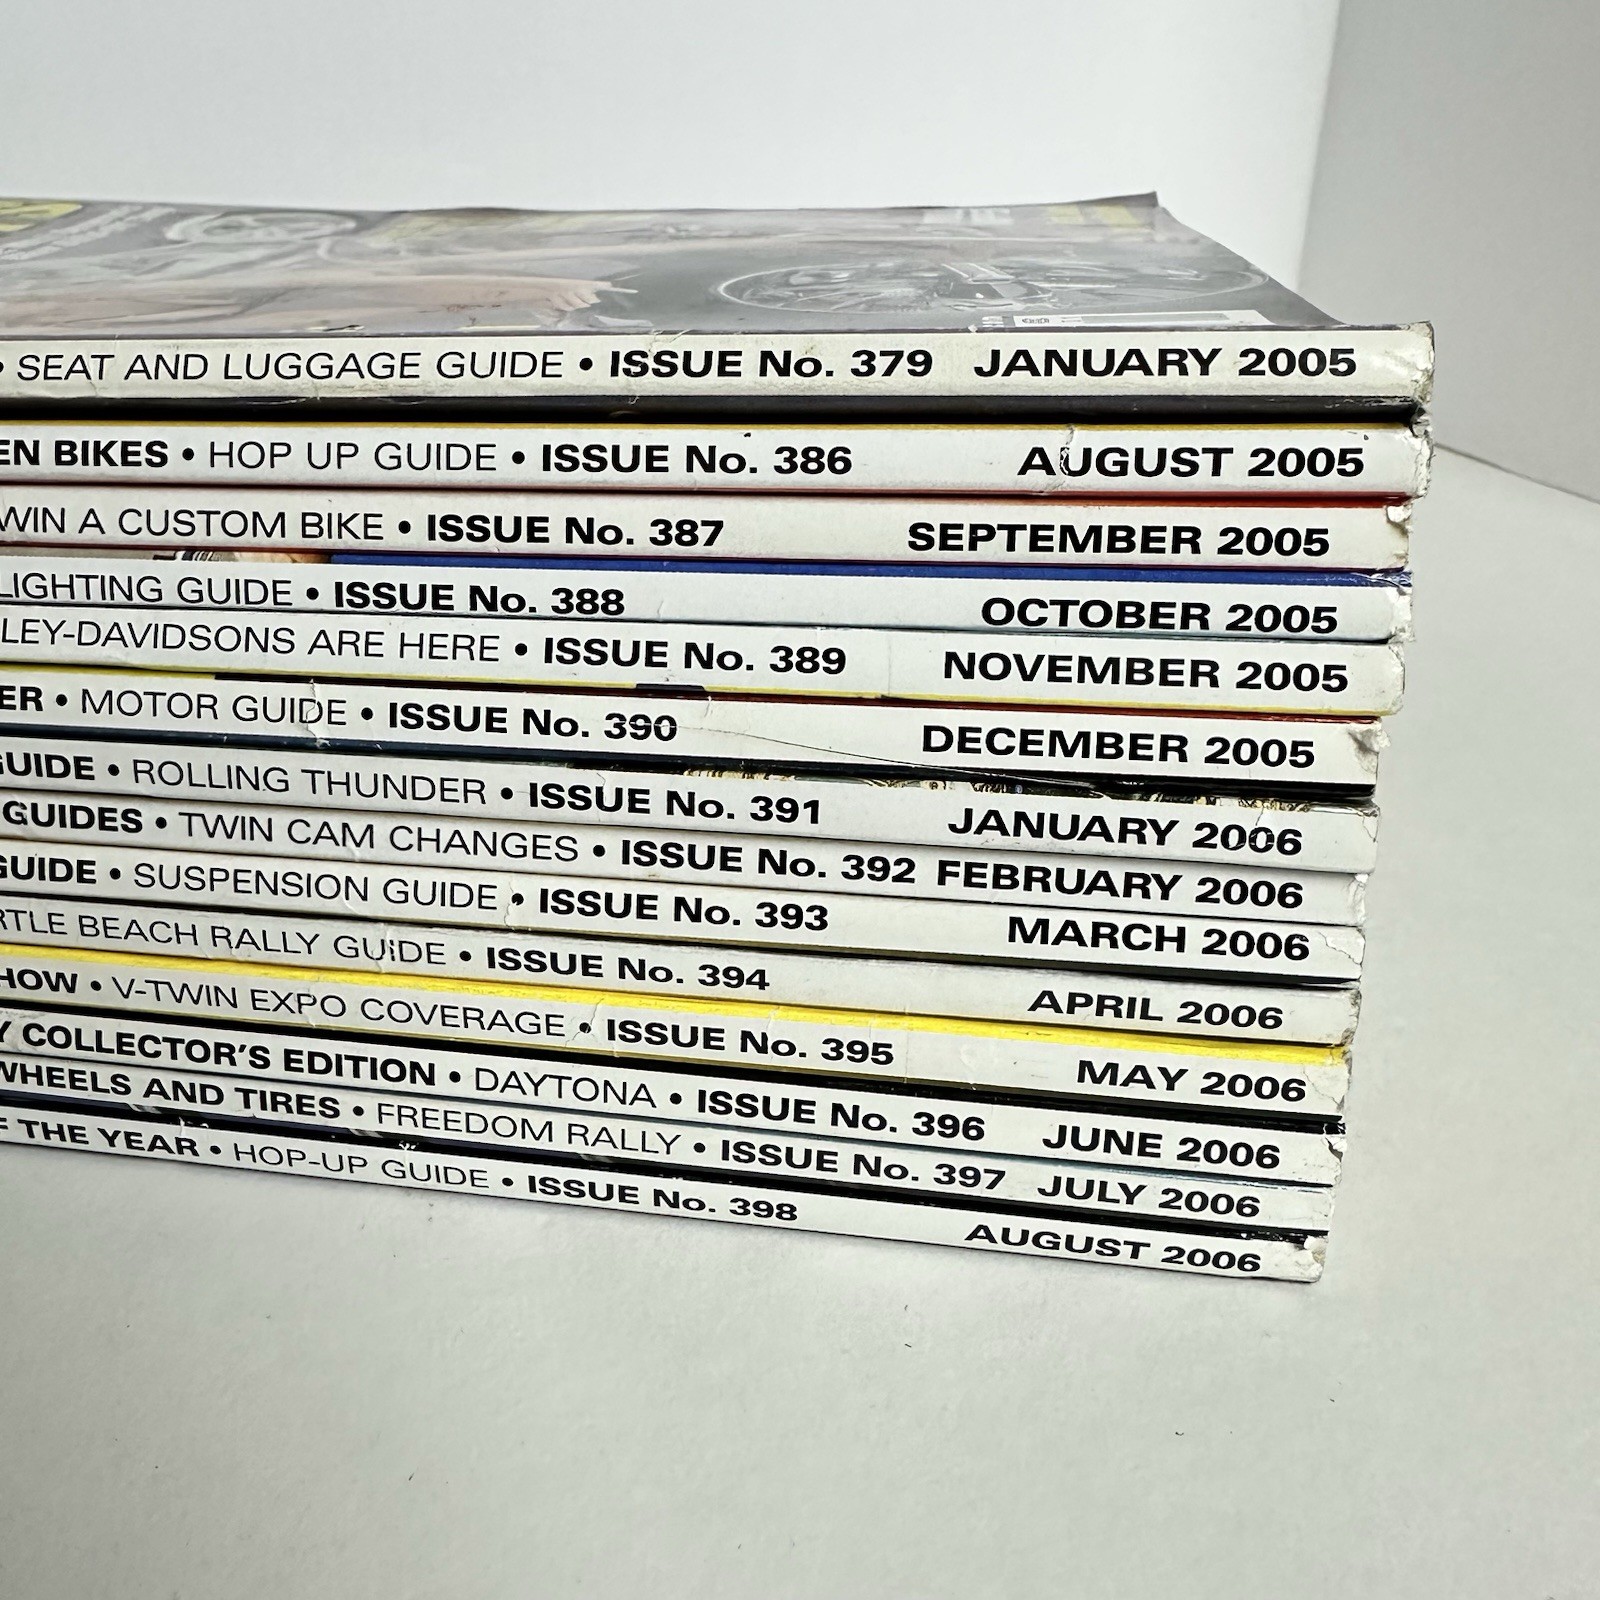 • SEAT AND LUGGAGE GUIDE • ISSUE No. 379 JANUARY 2005
EN BIKES • HOP UP GUIDE • ISSUE No. 386 AUGUST 2005
WIN A CUSTOM BIKE • ISSUE No. 387 SEPTEMBER 2005
LIGHTING GUIDE • ISSUE No. 388 OCTOBER 2005
LEY-DAVIDSONS ARE HERE • ISSUE No. 389 NOVEMBER 2005
ER • MOTOR GUIDE • ISSUE No. 390 DECEMBER 2005
GUIDE • ROLLING THUNDER • ISSUE No. 391 JANUARY 2006
GUIDES • TWIN CAM CHANGES • ISSUE No. 392 FEBRUARY 2006
GUIDE • SUSPENSION GUIDE • ISSUE No. 393 MARCH 2006
RTLE BEACH RALLY GUIDE • ISSUE No. 394 APRIL 2006
HOW • V-TWIN EXPO COVERAGE • ISSUE No. 395 MAY 2006
Y COLLECTOR'S EDITION • DAYTONA • ISSUE No. 396 JUNE 2006
WHEELS AND TIRES • FREEDOM RALLY • ISSUE No. 397 JULY 2006
F THE YEAR • HOP-UP GUIDE • ISSUE No. 398 AUGUST 2006